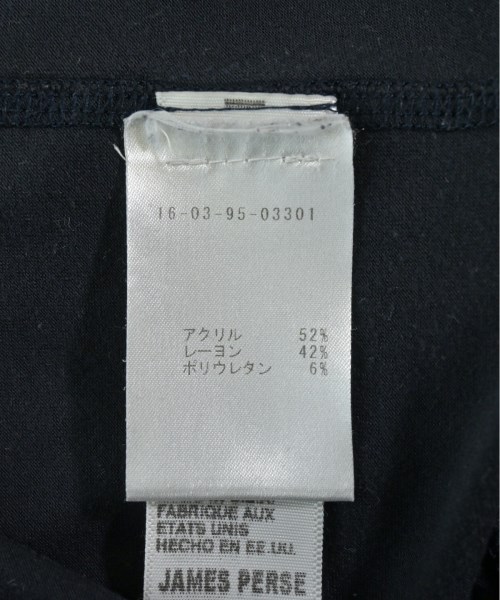 16-03-95-03301
アクリル 52%
レーヨン 42%
ポリウレタン 6%
FABRIQUE AUX
ETATS UNIS
HECHO EN EE.UU.
JAMES PERSE